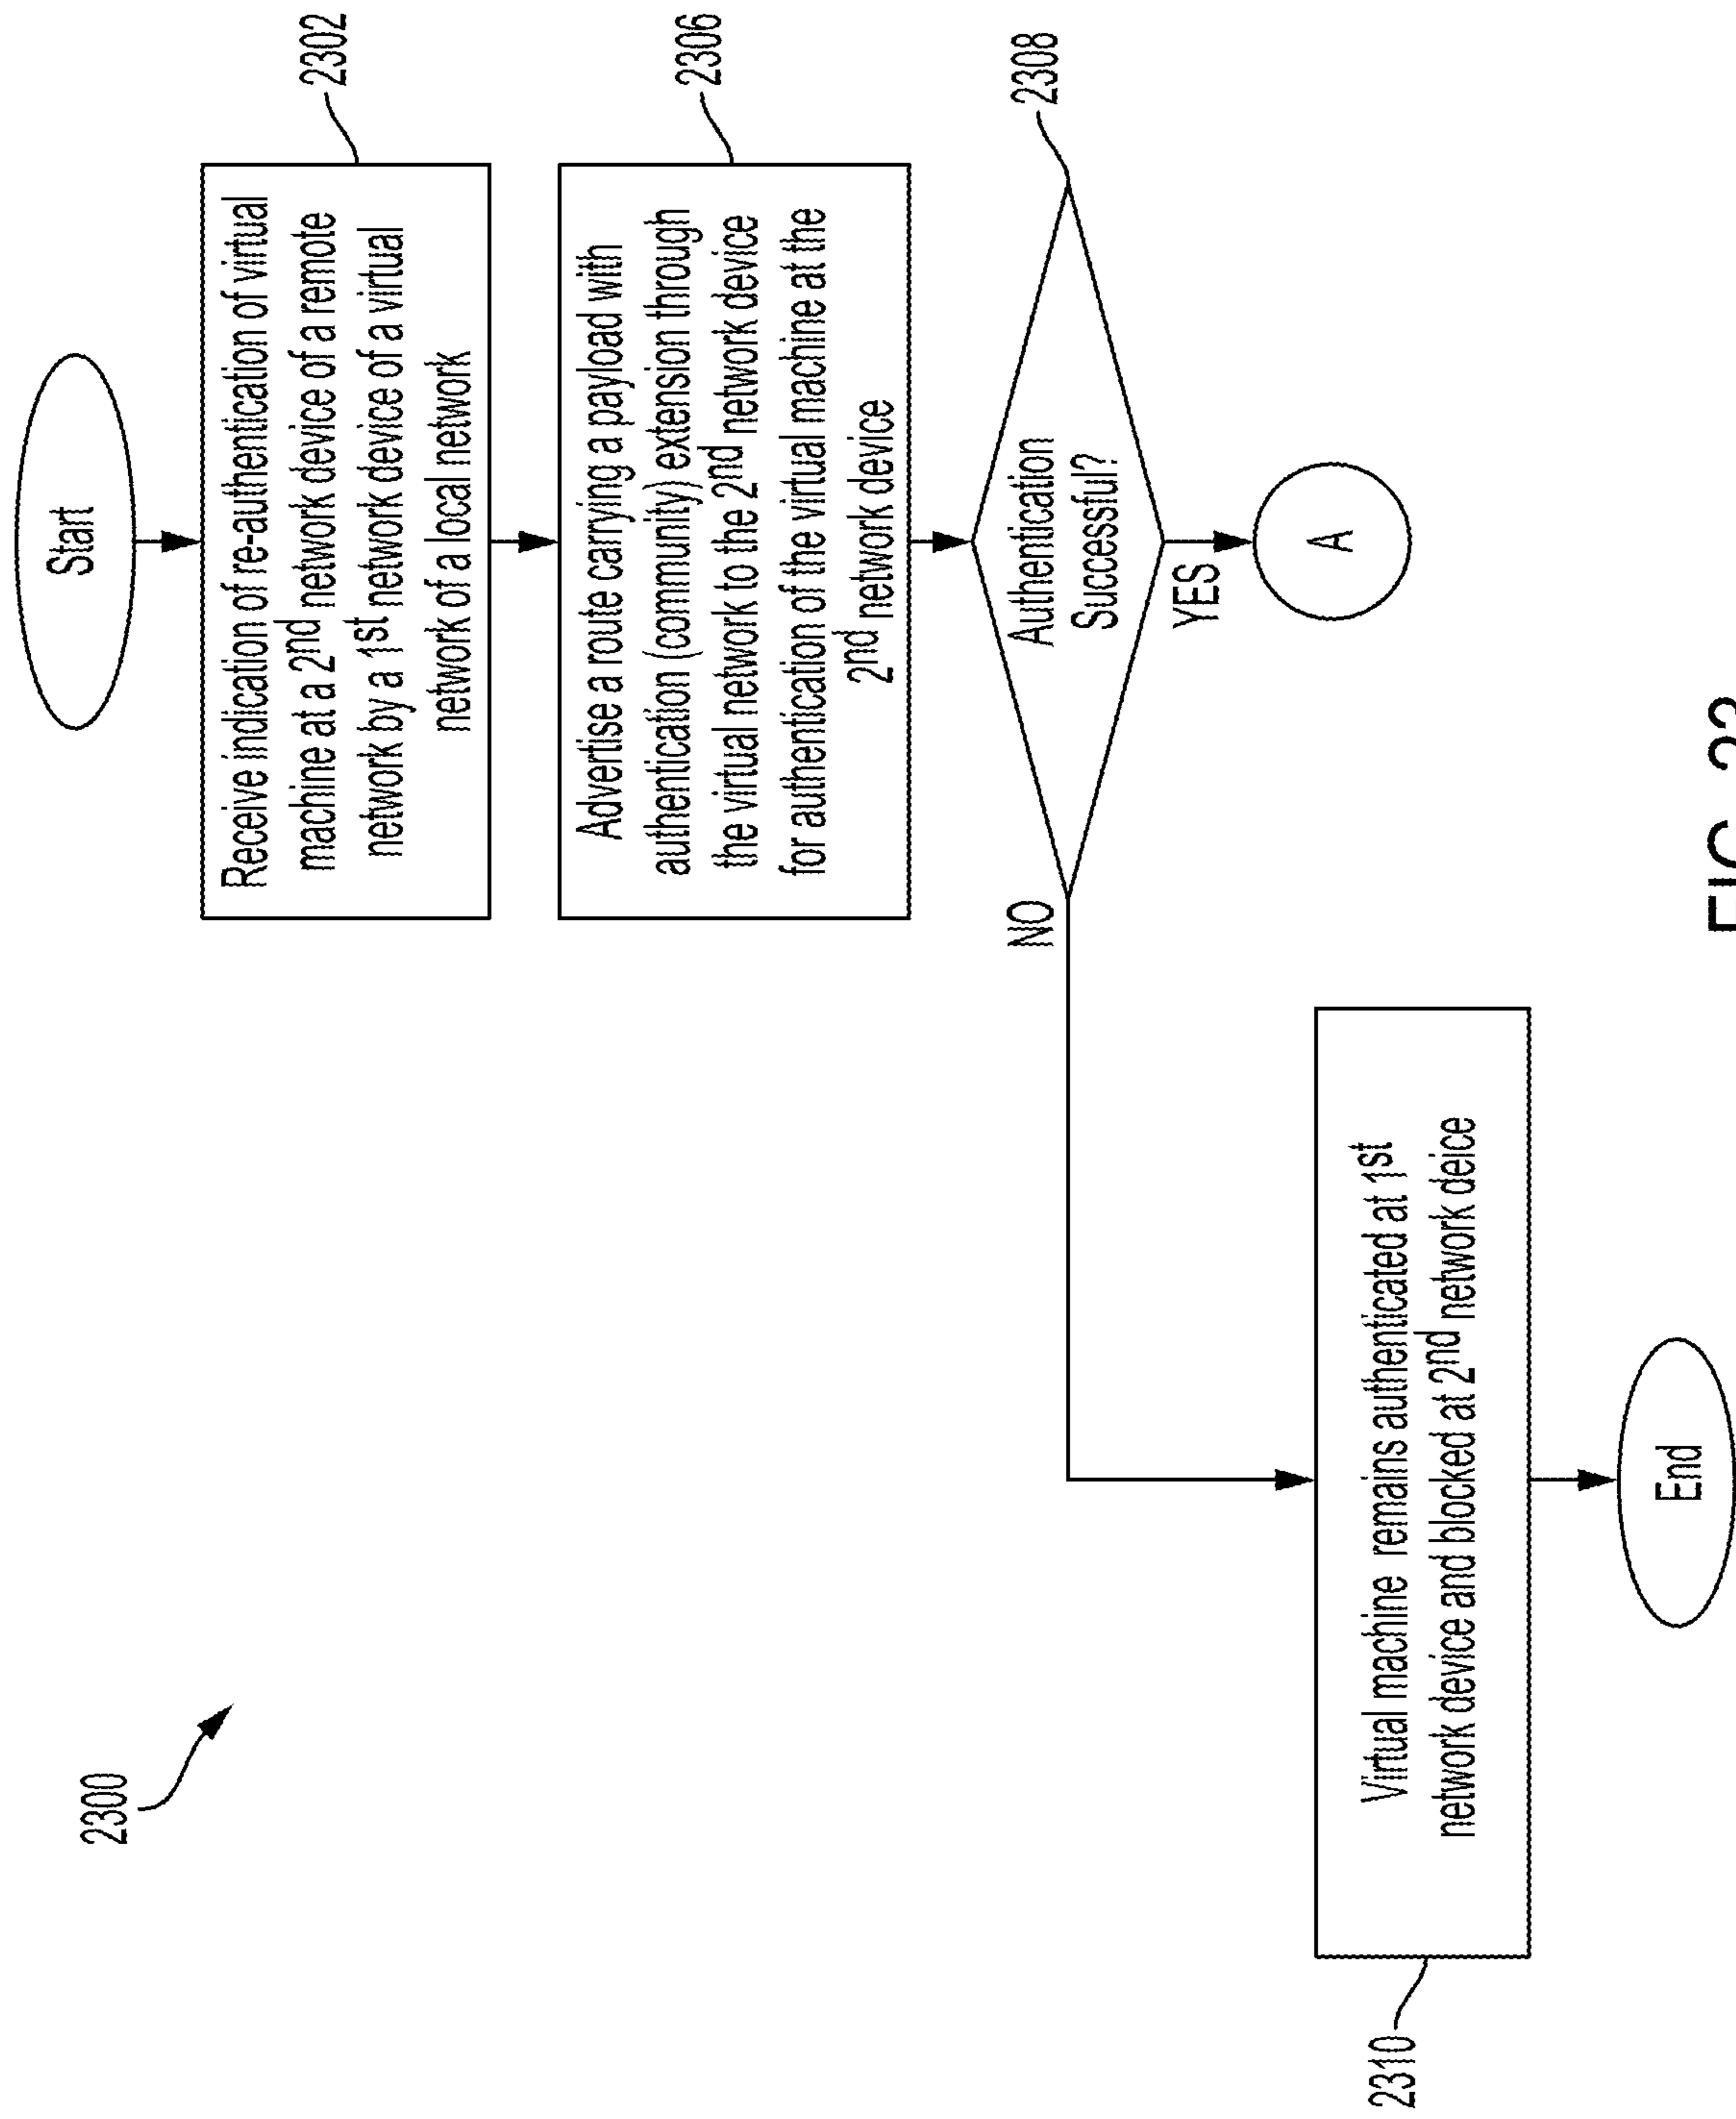 2300
Start
Receive indication of re-authentication of virtual
machine at a 2nd network device of a remote
network by a 1st network device of a virtual
network of a local network
2302
Advertise a route carrying a payload with
authentication (community) extension through
the virtual network to the 2nd network device
for authentication of the virtual machine at the
2nd network device
2306
Authentication
Successful?
2308
NO
YES
A
Virtual machine remains authenticated at 1st
network device and blocked at 2nd network deice
2310
End